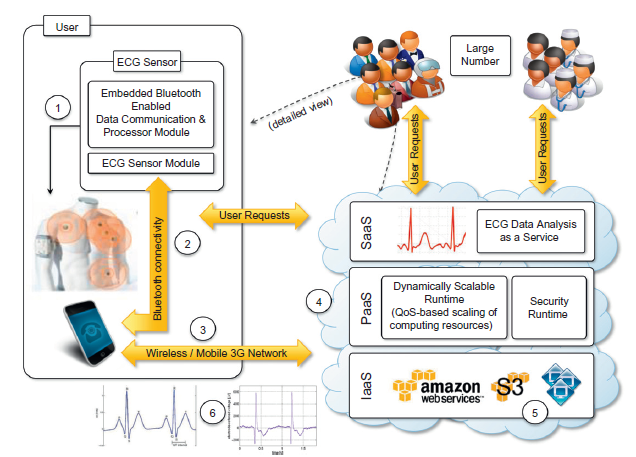 User
ECG Sensor
Embedded Bluetooth
Enabled
Data Communication &
Processor Module
ECG Sensor Module
1
Bluetooth connectivity
2
3
Wireless / Mobile 3G Network
User Requests
(detailed view)
Large
Number
User Requests
User Requests
SaaS
ECG Data Analysis
as a Service
4
PaaS
Dynamically Scalable
Runtime
(QoS-based scaling of
computing resources)
Security
Runtime
IaaS
amazon
webservices™
S3
5
6